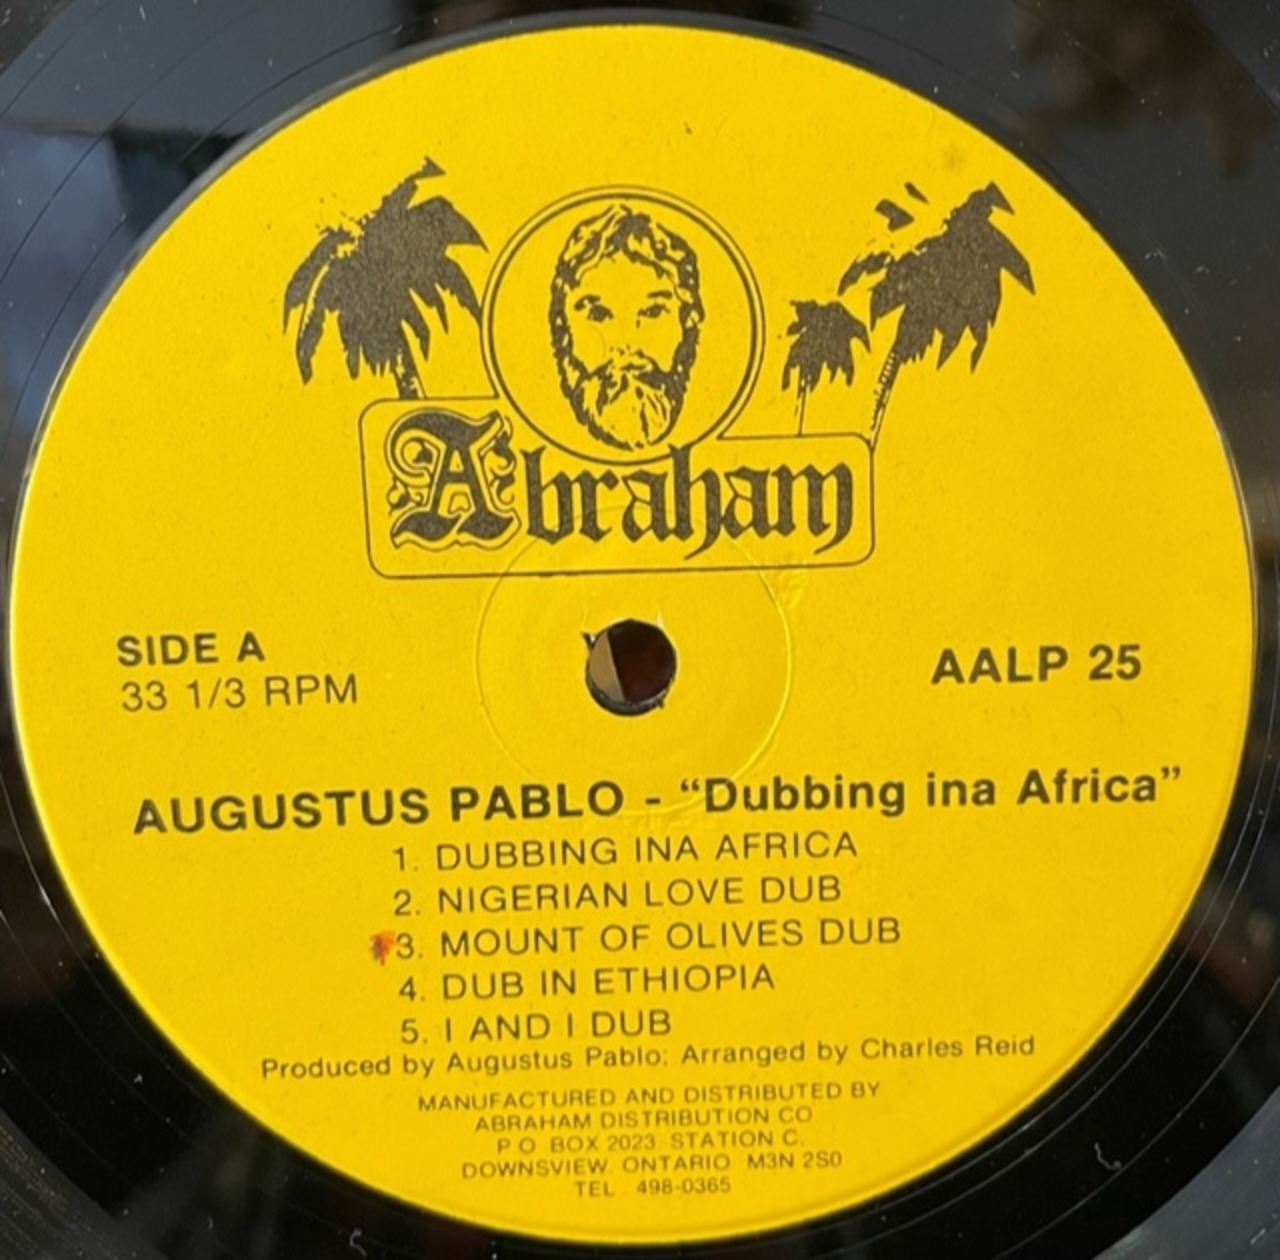 Abraham
SIDE A
33 1/3 RPM
AALP 25
AUGUSTUS PABLO - “Dubbing ina Africa”
1. DUBBING INA AFRICA
2. NIGERIAN LOVE DUB
3. MOUNT OF OLIVES DUB
4. DUB IN ETHIOPIA
5. I AND I DUB
Produced by Augustus Pablo: Arranged by Charles Reid
MANUFACTURED AND DISTRIBUTED BY
ABRAHAM DISTRIBUTION CO
P O BOX 2023 STATION C.
DOWNSVIEW. ONTARIO M3N 2S0
TEL 498-0365